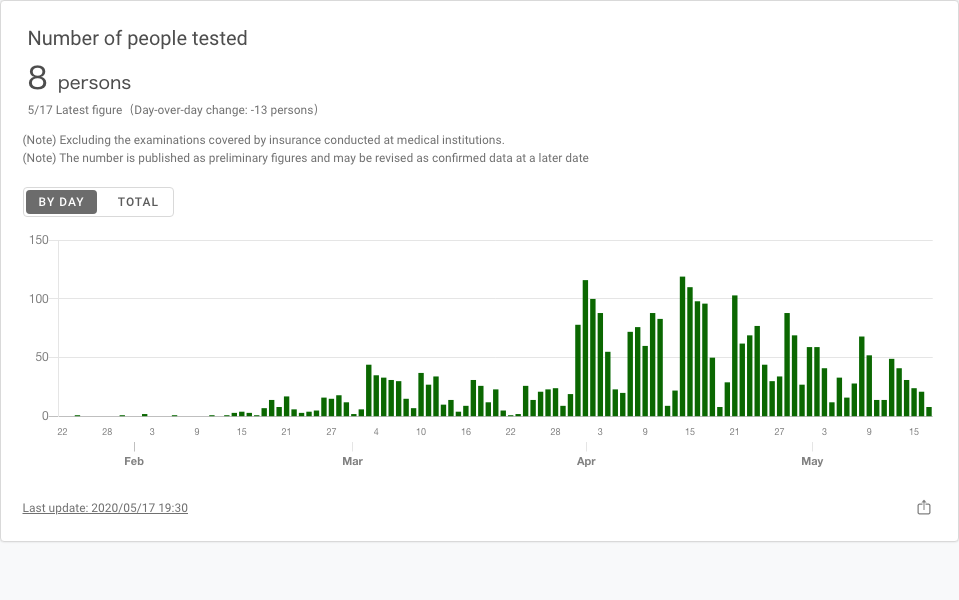 Number of people tested
8 persons
5/17 Latest figure（Day-over-day change: -13 persons）
(Note) Excluding the examinations covered by insurance conducted at medical institutions.
(Note) The number is published as preliminary figures and may be revised as confirmed data at a later date
BY DAY TOTAL
150
100
50
0
22 28 3 9 15 21 27 4 10 16 22 28 3 9 15 21 27 3 9 15
Feb Mar Apr May
Last update: 2020/05/17 19:30